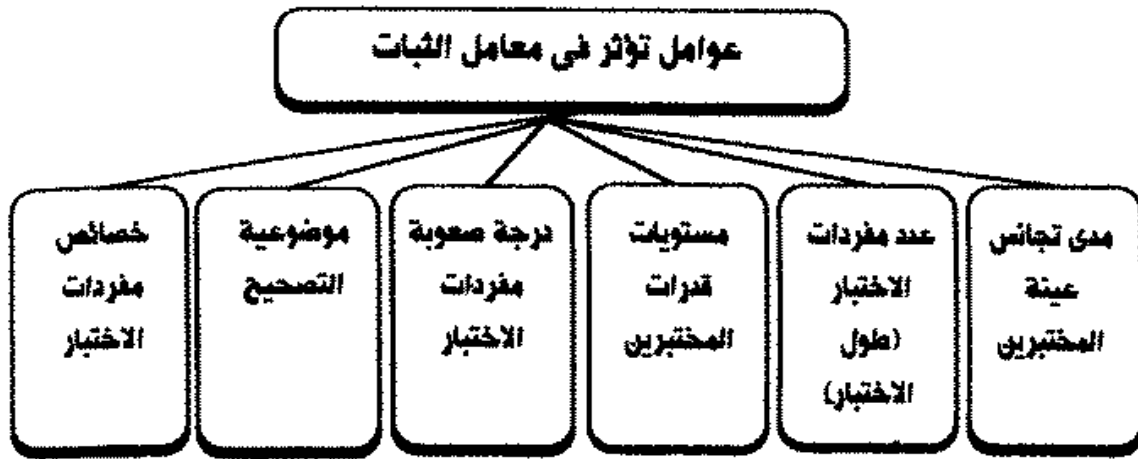 عوامل تؤثر فى معامل الثبات
مدى تجانس
عينة
المختبرين
عدد مفردات
الاختبار
(طول
الاختبار)
مستويات
قدرات
المختبرين
درجة صعوبة
مفردات
الاختبار
موضوعية
التصحيح
خصائص
مفردات
الاختبار